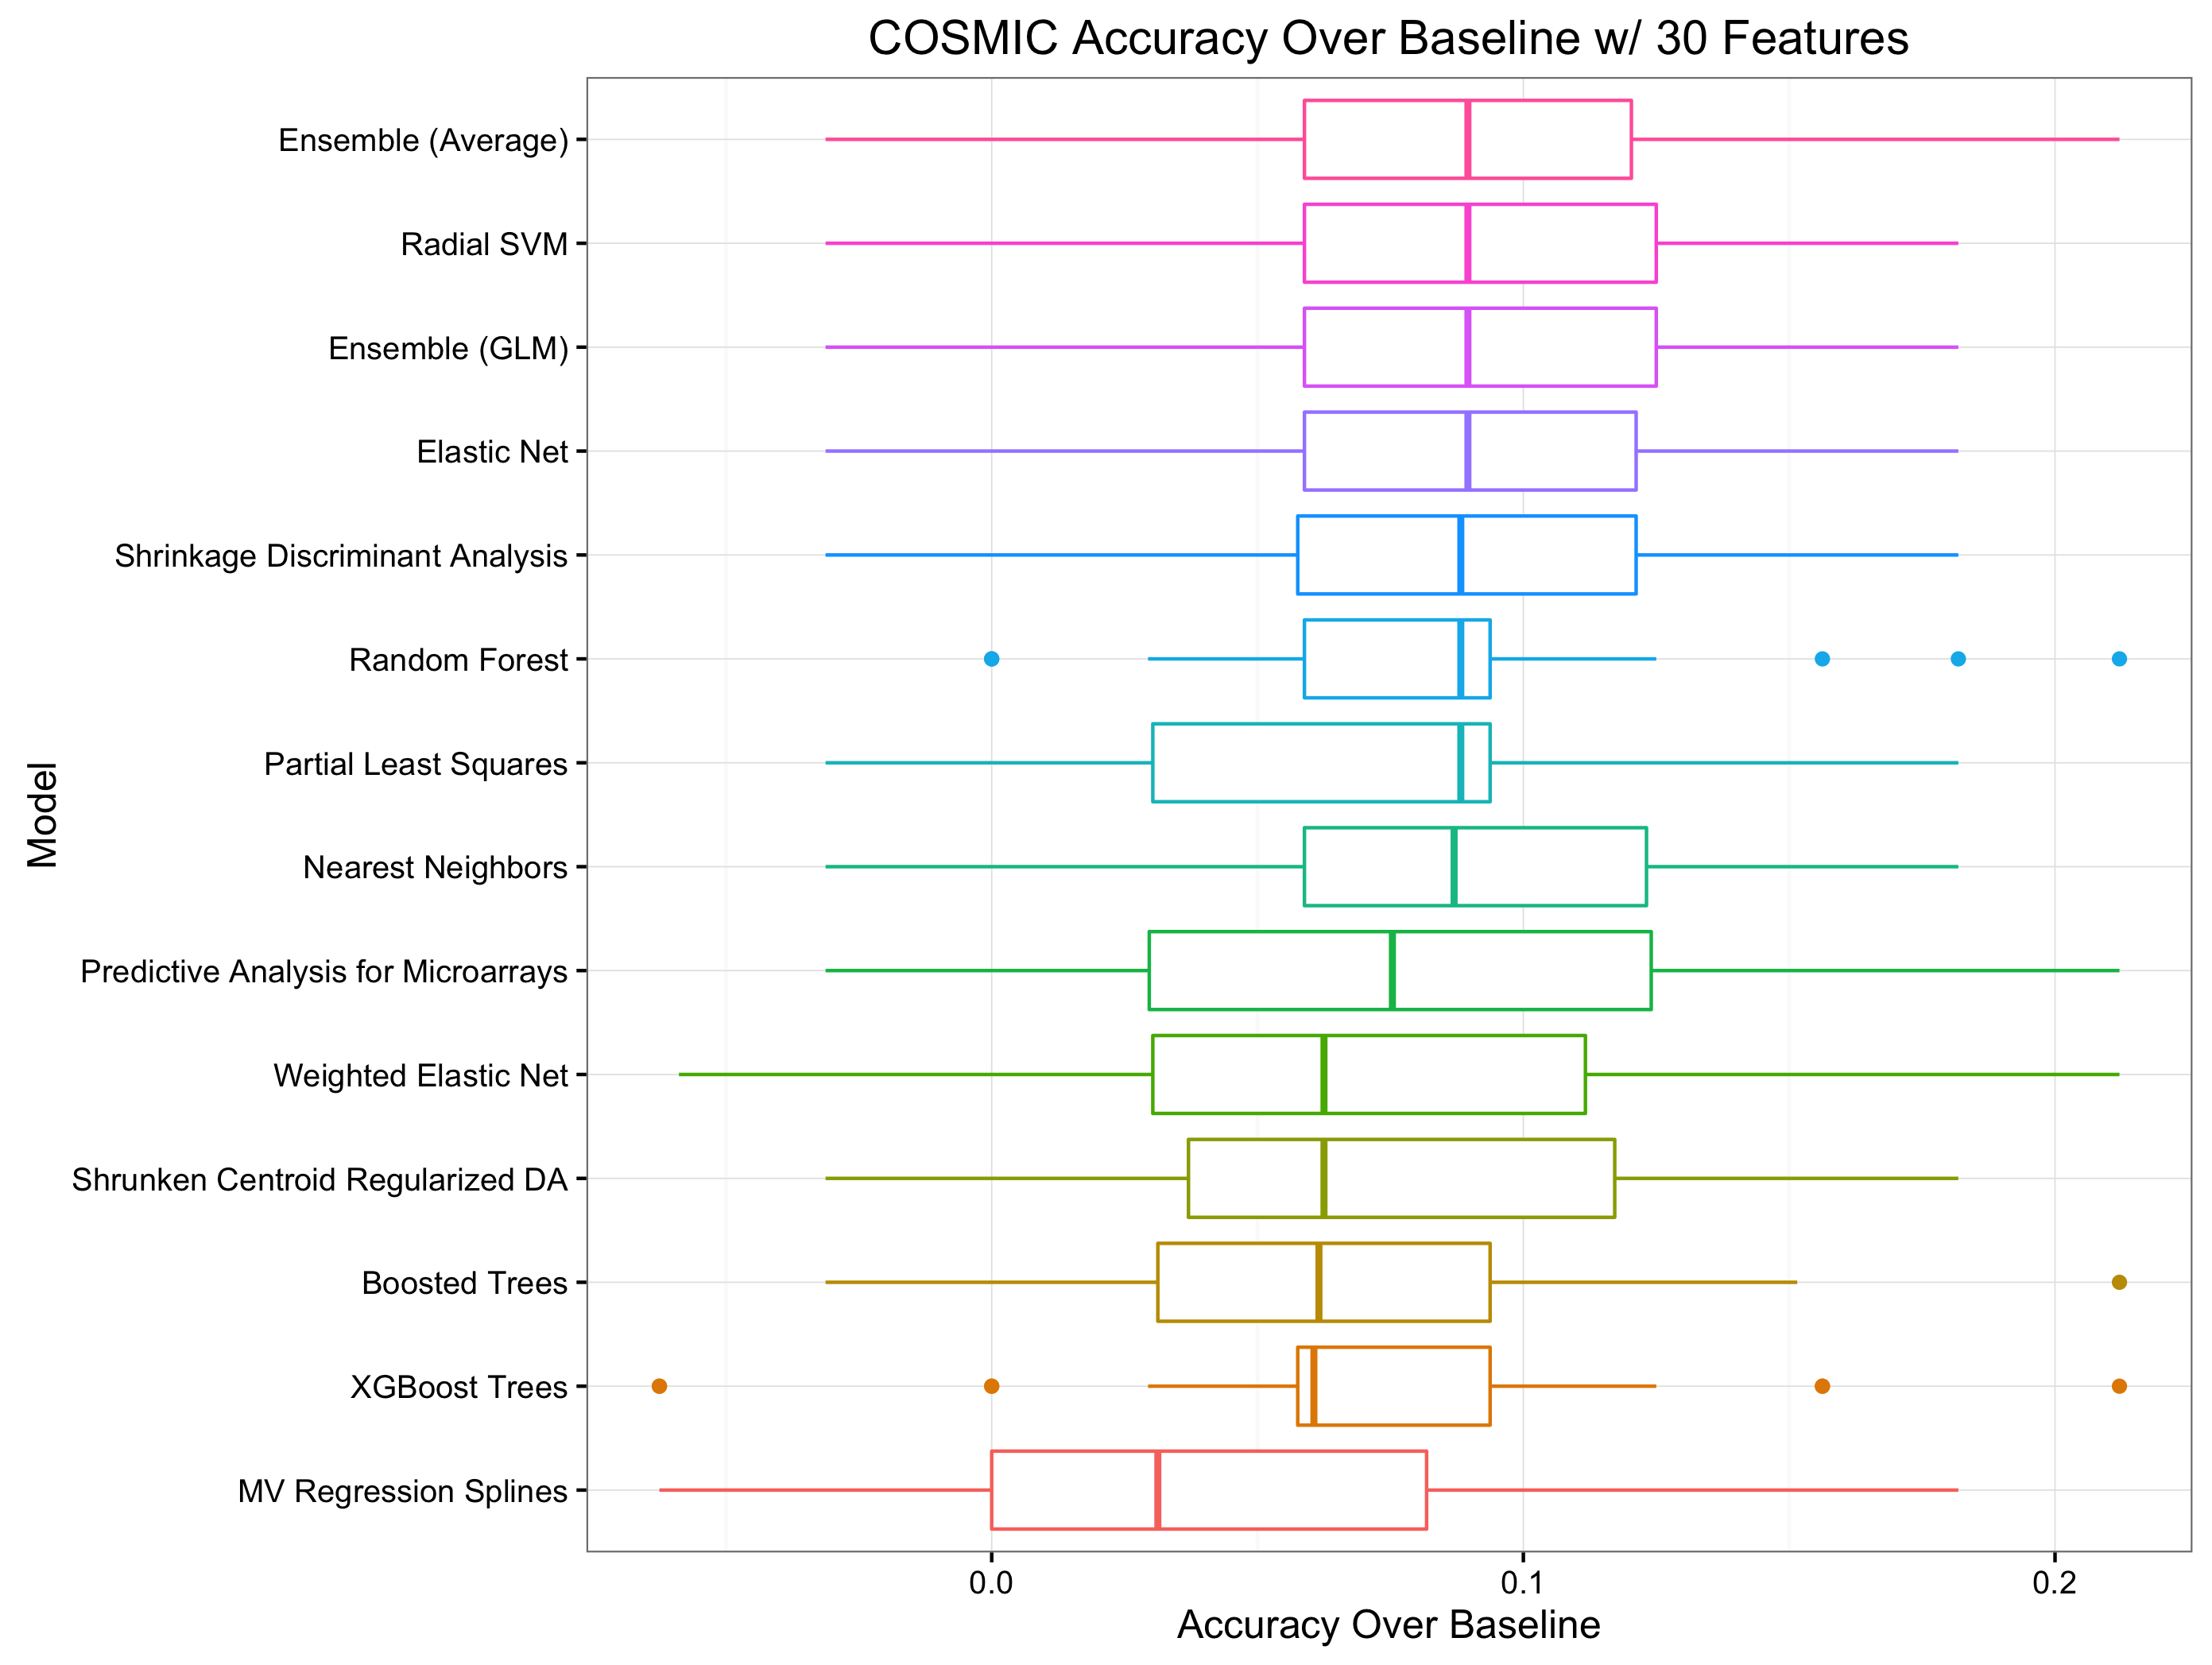 COSMIC Accuracy Over Baseline w/ 30 Features
Model
Ensemble (Average)
Radial SVM
Ensemble (GLM)
Elastic Net
Shrinkage Discriminant Analysis
Random Forest
Partial Least Squares
Nearest Neighbors
Predictive Analysis for Microarrays
Weighted Elastic Net
Shrunken Centroid Regularized DA
Boosted Trees
XGBoost Trees
MV Regression Splines
0.0 0.1 0.2
Accuracy Over Baseline